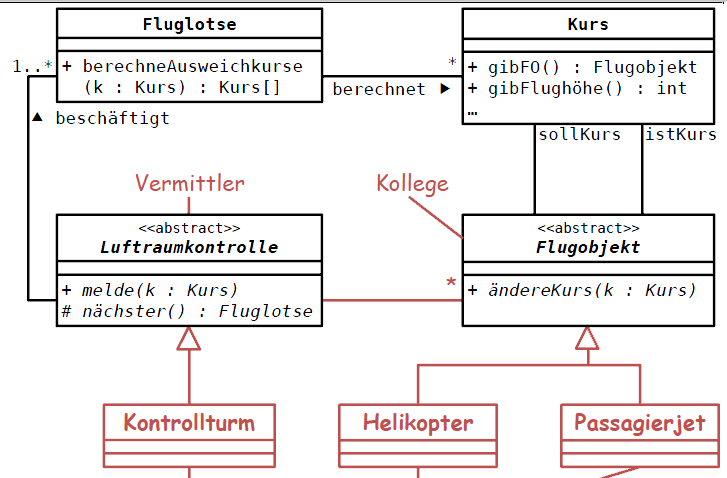 Fluglotse
+ berechneAusweichkurse
(k : Kurs) : Kurs[]
Kurs
+ gibFO() : Flugobjekt
+ gibFlughöhe() : int
…
1..*
*
berechnet ▶
▲ beschäftigt
sollKurs
istKurs
Vermittler
Kollege
<<abstract>>
Luftraumkontrolle
+ melde(k : Kurs)
# nächster() : Fluglotse
*
<<abstract>>
Flugobjekt
+ ändereKurs(k : Kurs)
Kontrollturm
Helikopter
Passagierjet